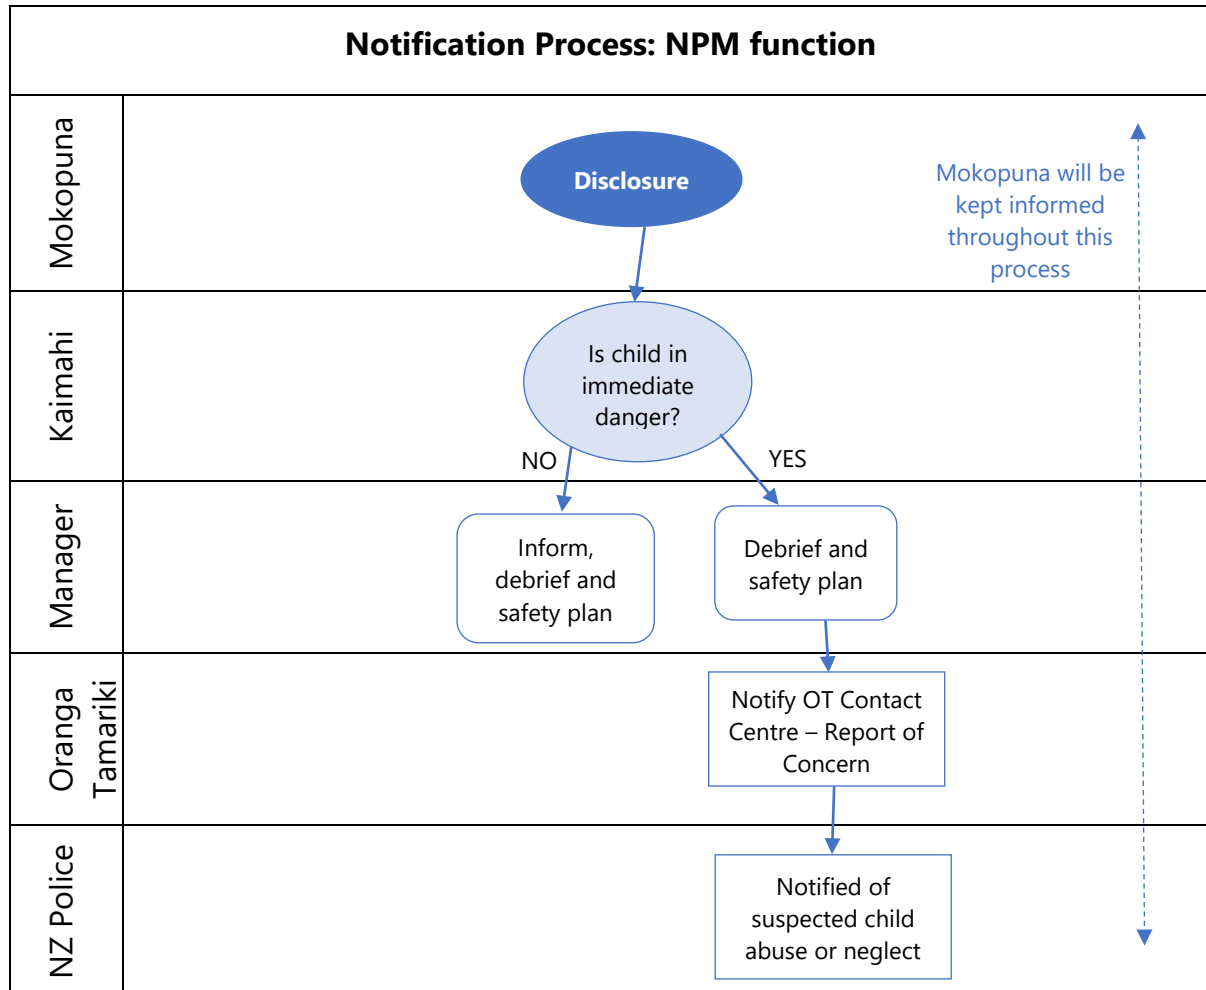 Notification Process: NPM function
Mokopuna
Disclosure
Mokopuna will be
kept informed
throughout this
process
Kaimahi
Is child in
immediate
danger?
NO
YES
Manager
Inform,
debrief and
safety plan
Debrief and
safety plan
Oranga
Tamariki
Notify OT Contact
Centre – Report of
Concern
NZ Police
Notified of
suspected child
abuse or neglect